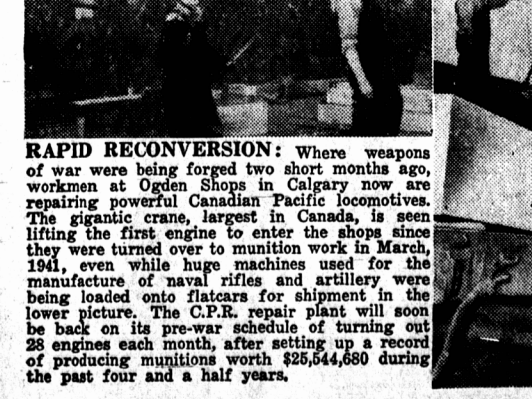 RAPID RECONVERSION: Where weapons
of war were being forged two short months ago,
workmen at Ogden Shops in Calgary now are
repairing powerful Canadian Pacific locomotives.
The gigantic crane, largest in Canada, is seen
lifting the first engine to enter the shops since
they were turned over to munition work in March,
1941, even while huge machines used for the
manufacture of naval rifles and artillery were
being loaded onto flatcars for shipment in the
lower picture. The C.P.R. repair plant will soon
be back on its pre-war schedule of turning out
28 engines each month, after setting up a record
of producing munitions worth $25,544,680 during
the past four and a half years.